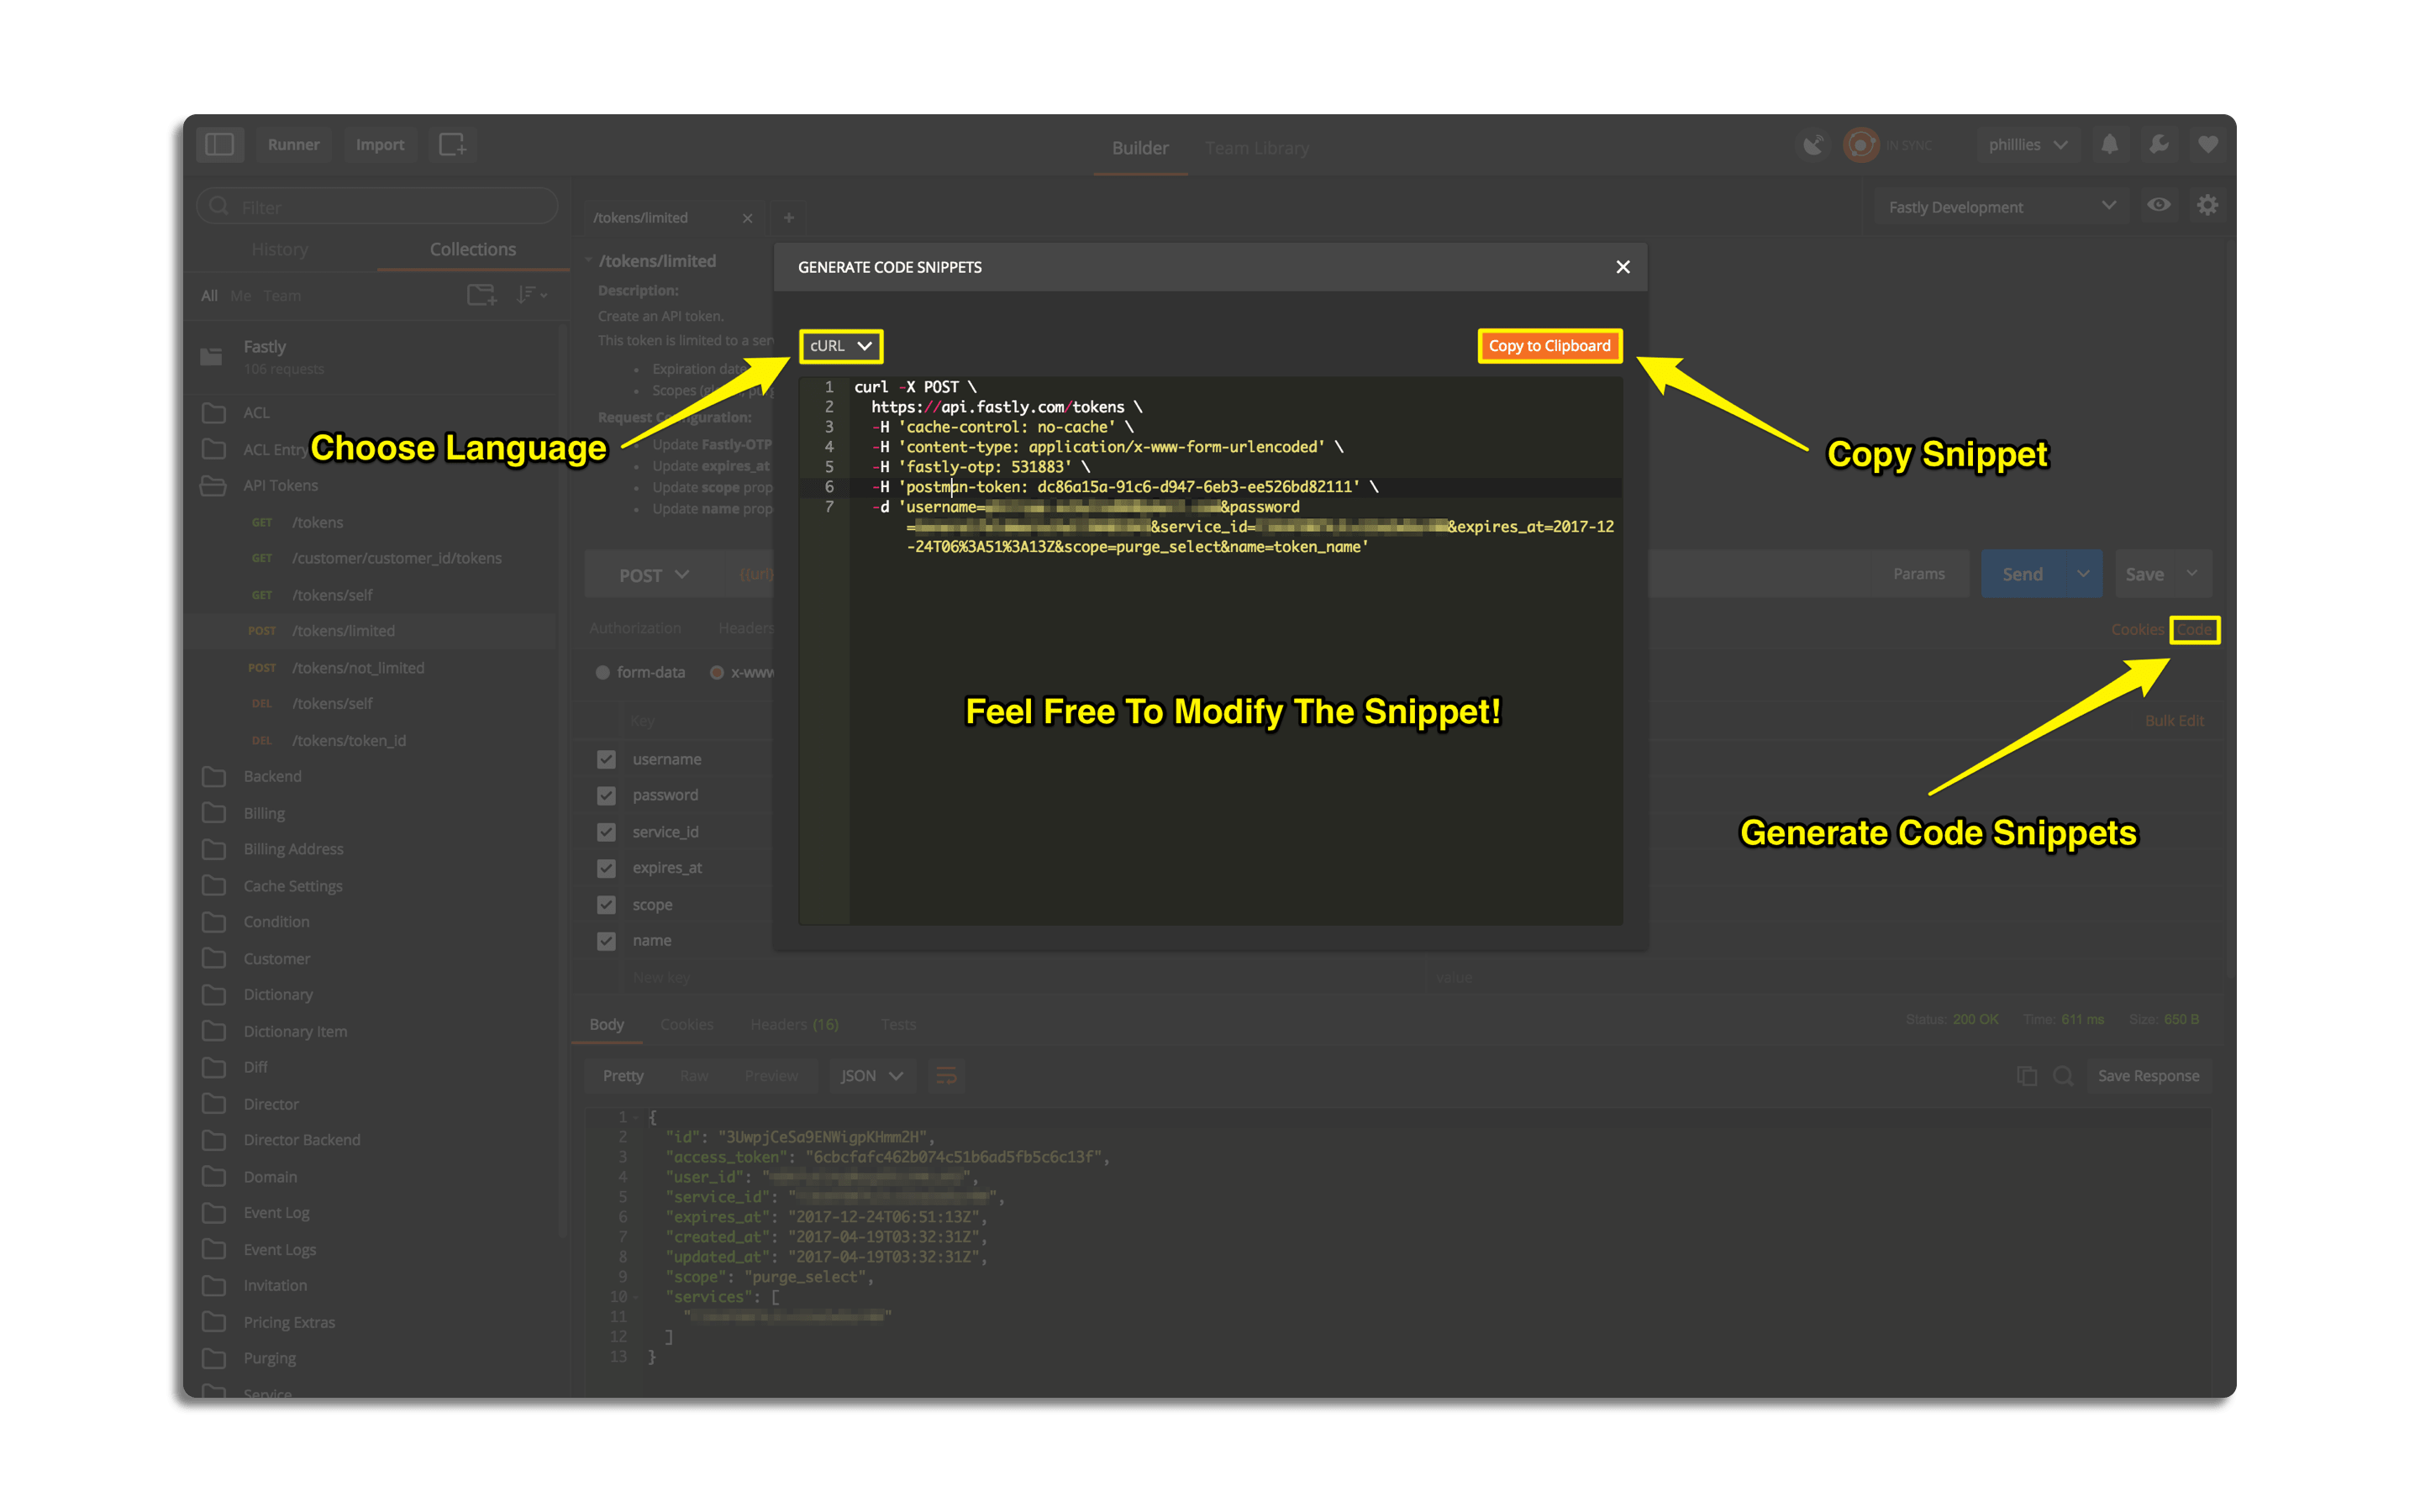 Runner Import Builder Team Library IN SYNC philllies
Filter
/tokens/limited
Fastly Development
History Collections
/tokens/limited
GENERATE CODE SNIPPETS
All Me Team
Description:
Create an API token.
This token is limited to a ser
Expiration date
Scopes (g
Request Configuration:
Update Fastly-OTP
Update expires_at
Update scope prop
Update name prop
cURL
Copy to Clipboard
Choose Language
Copy Snippet
1 curl -X POST \
2 https://api.fastly.com/tokens \
3 -H 'cache-control: no-cache' \
4 -H 'content-type: application/x-www-form-urlencoded' \
5 -H 'fastly-otp: 531883' \
6 -H 'postman-token: dc86a15a-91c6-d947-6eb3-ee526bd82111' \
7 -d 'username= &password
= &service_id= &expires_at=2017-12
-24T06%3A51%3A13Z&scope=purge_select&name=token_name'
Feel Free To Modify The Snippet!
Fastly
106 requests
ACL
ACL Entry
API Tokens
GET /tokens
GET /customer/customer_id/tokens
GET /tokens/self
POST /tokens/limited
POST /tokens/not_limited
DEL /tokens/self
DEL /tokens/token_id
Backend
Billing
Billing Address
Cache Settings
Condition
Customer
Dictionary
Dictionary Item
Diff
Director
Director Backend
Domain
Event Log
Event Logs
Invitation
Pricing Extras
Purging
Service
POST {{url} Params Send Save
Authorization Headers Cookies Code
form-data x-www
Key Bulk Edit
username
password
service_id
expires_at
scope
name
New key value
Generate Code Snippets
Body Cookies Headers (16) Tests Status: 200 OK Time: 611 ms Size: 650 B
Pretty Raw Preview JSON Save Response
1 {
2 "id": "3UwpjCeSa9ENWigpKHmm2H",
3 "access_token": "6cbcfafc462b074c51b6ad5fb5c6c13f",
4 "user_id": " ",
5 "service_id": " ",
6 "expires_at": "2017-12-24T06:51:13Z",
7 "created_at": "2017-04-19T03:32:31Z",
8 "updated_at": "2017-04-19T03:32:31Z",
9 "scope": "purge_select",
10 "services": [
11 " "
12 ]
13 }